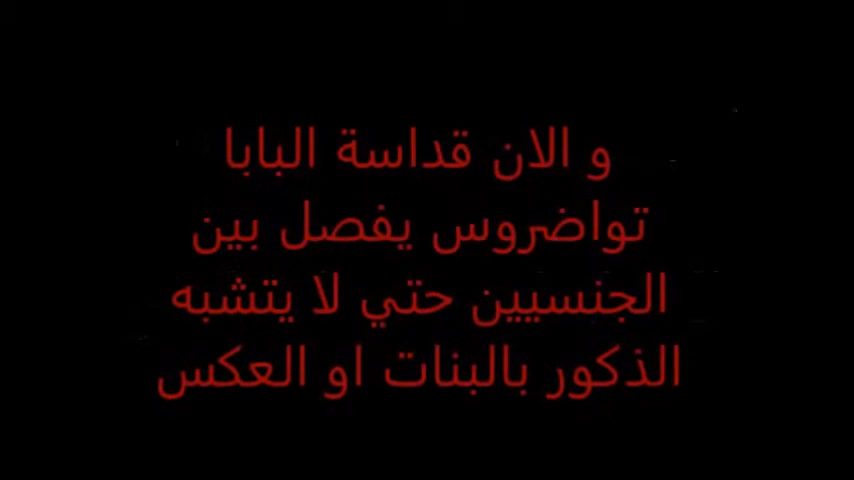 و الان قداسة البابا
تواضروس يفصل بين
الجنسيين حتي لا يتشبه
الذكور بالبنات او العكس